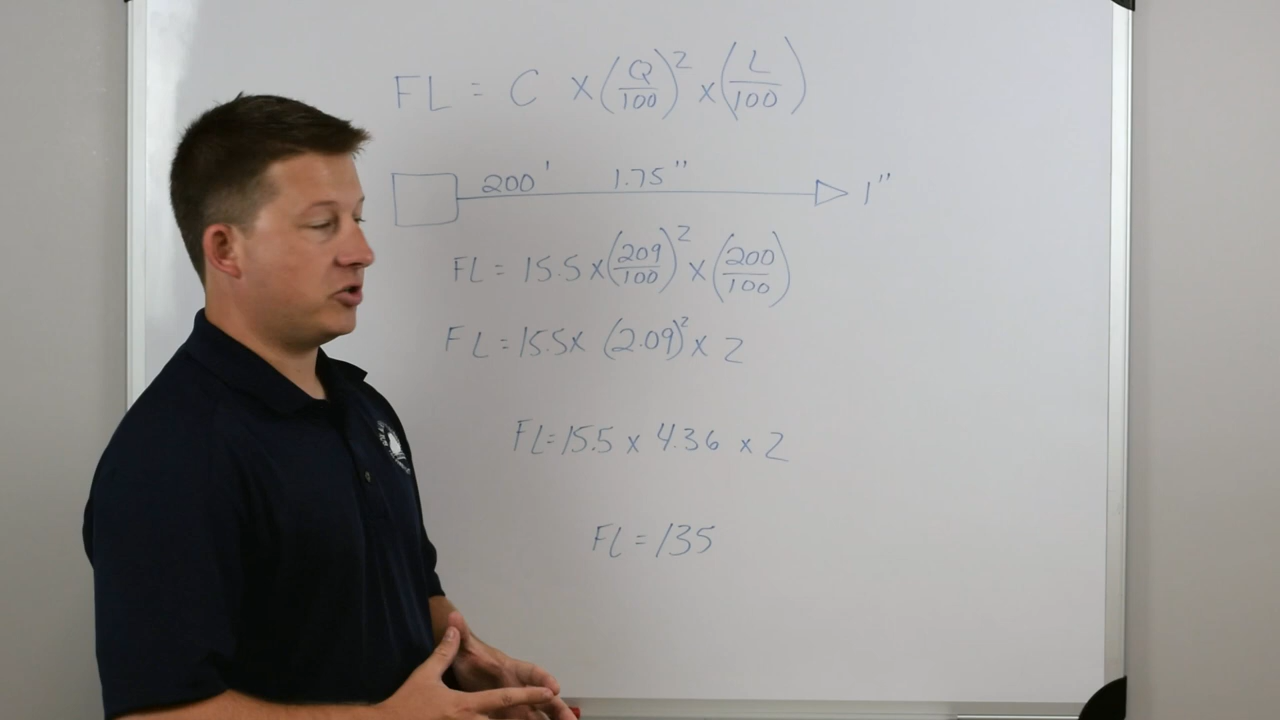 FL = C × (Q/100)² × (L/100)
200' 1.75" 1"
FL = 15.5 × (209/100)² × (200/100)
FL = 15.5 × (2.09)² × 2
FL = 15.5 × 4.36 × 2
FL = 135